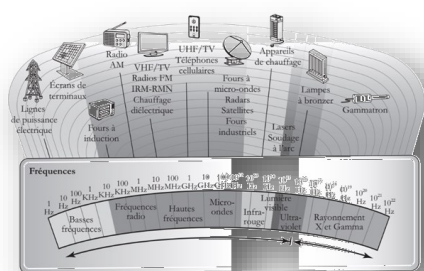 Radio
AM
VHF/TV
Radios FM
IRM-RMN
Chauffage
diélectrique
UHF/TV
Téléphones
cellulaires
Appareils
de chauffage
Écrans de
terminaux
Lignes
de puissance
électrique
Fours à
induction
Fours à
micro-ondes
Radars
Satellites
Fours
industriels
Lampes
à bronzer
Gammatron
Lasers
Soudage
à l'arc
Fréquences
1 Hz
10 Hz
100 Hz
1 KHz
10 KHz
100 KHz
1 MHz
10 MHz
100 MHz
1 GHz
10 GHz
100 GHz
Basses
fréquences
Fréquences
radio
Hautes
fréquences
Micro-
ondes
Infra-
rouge
Lumière
visible
Ultra-
violet
Rayonnement
X et Gamma